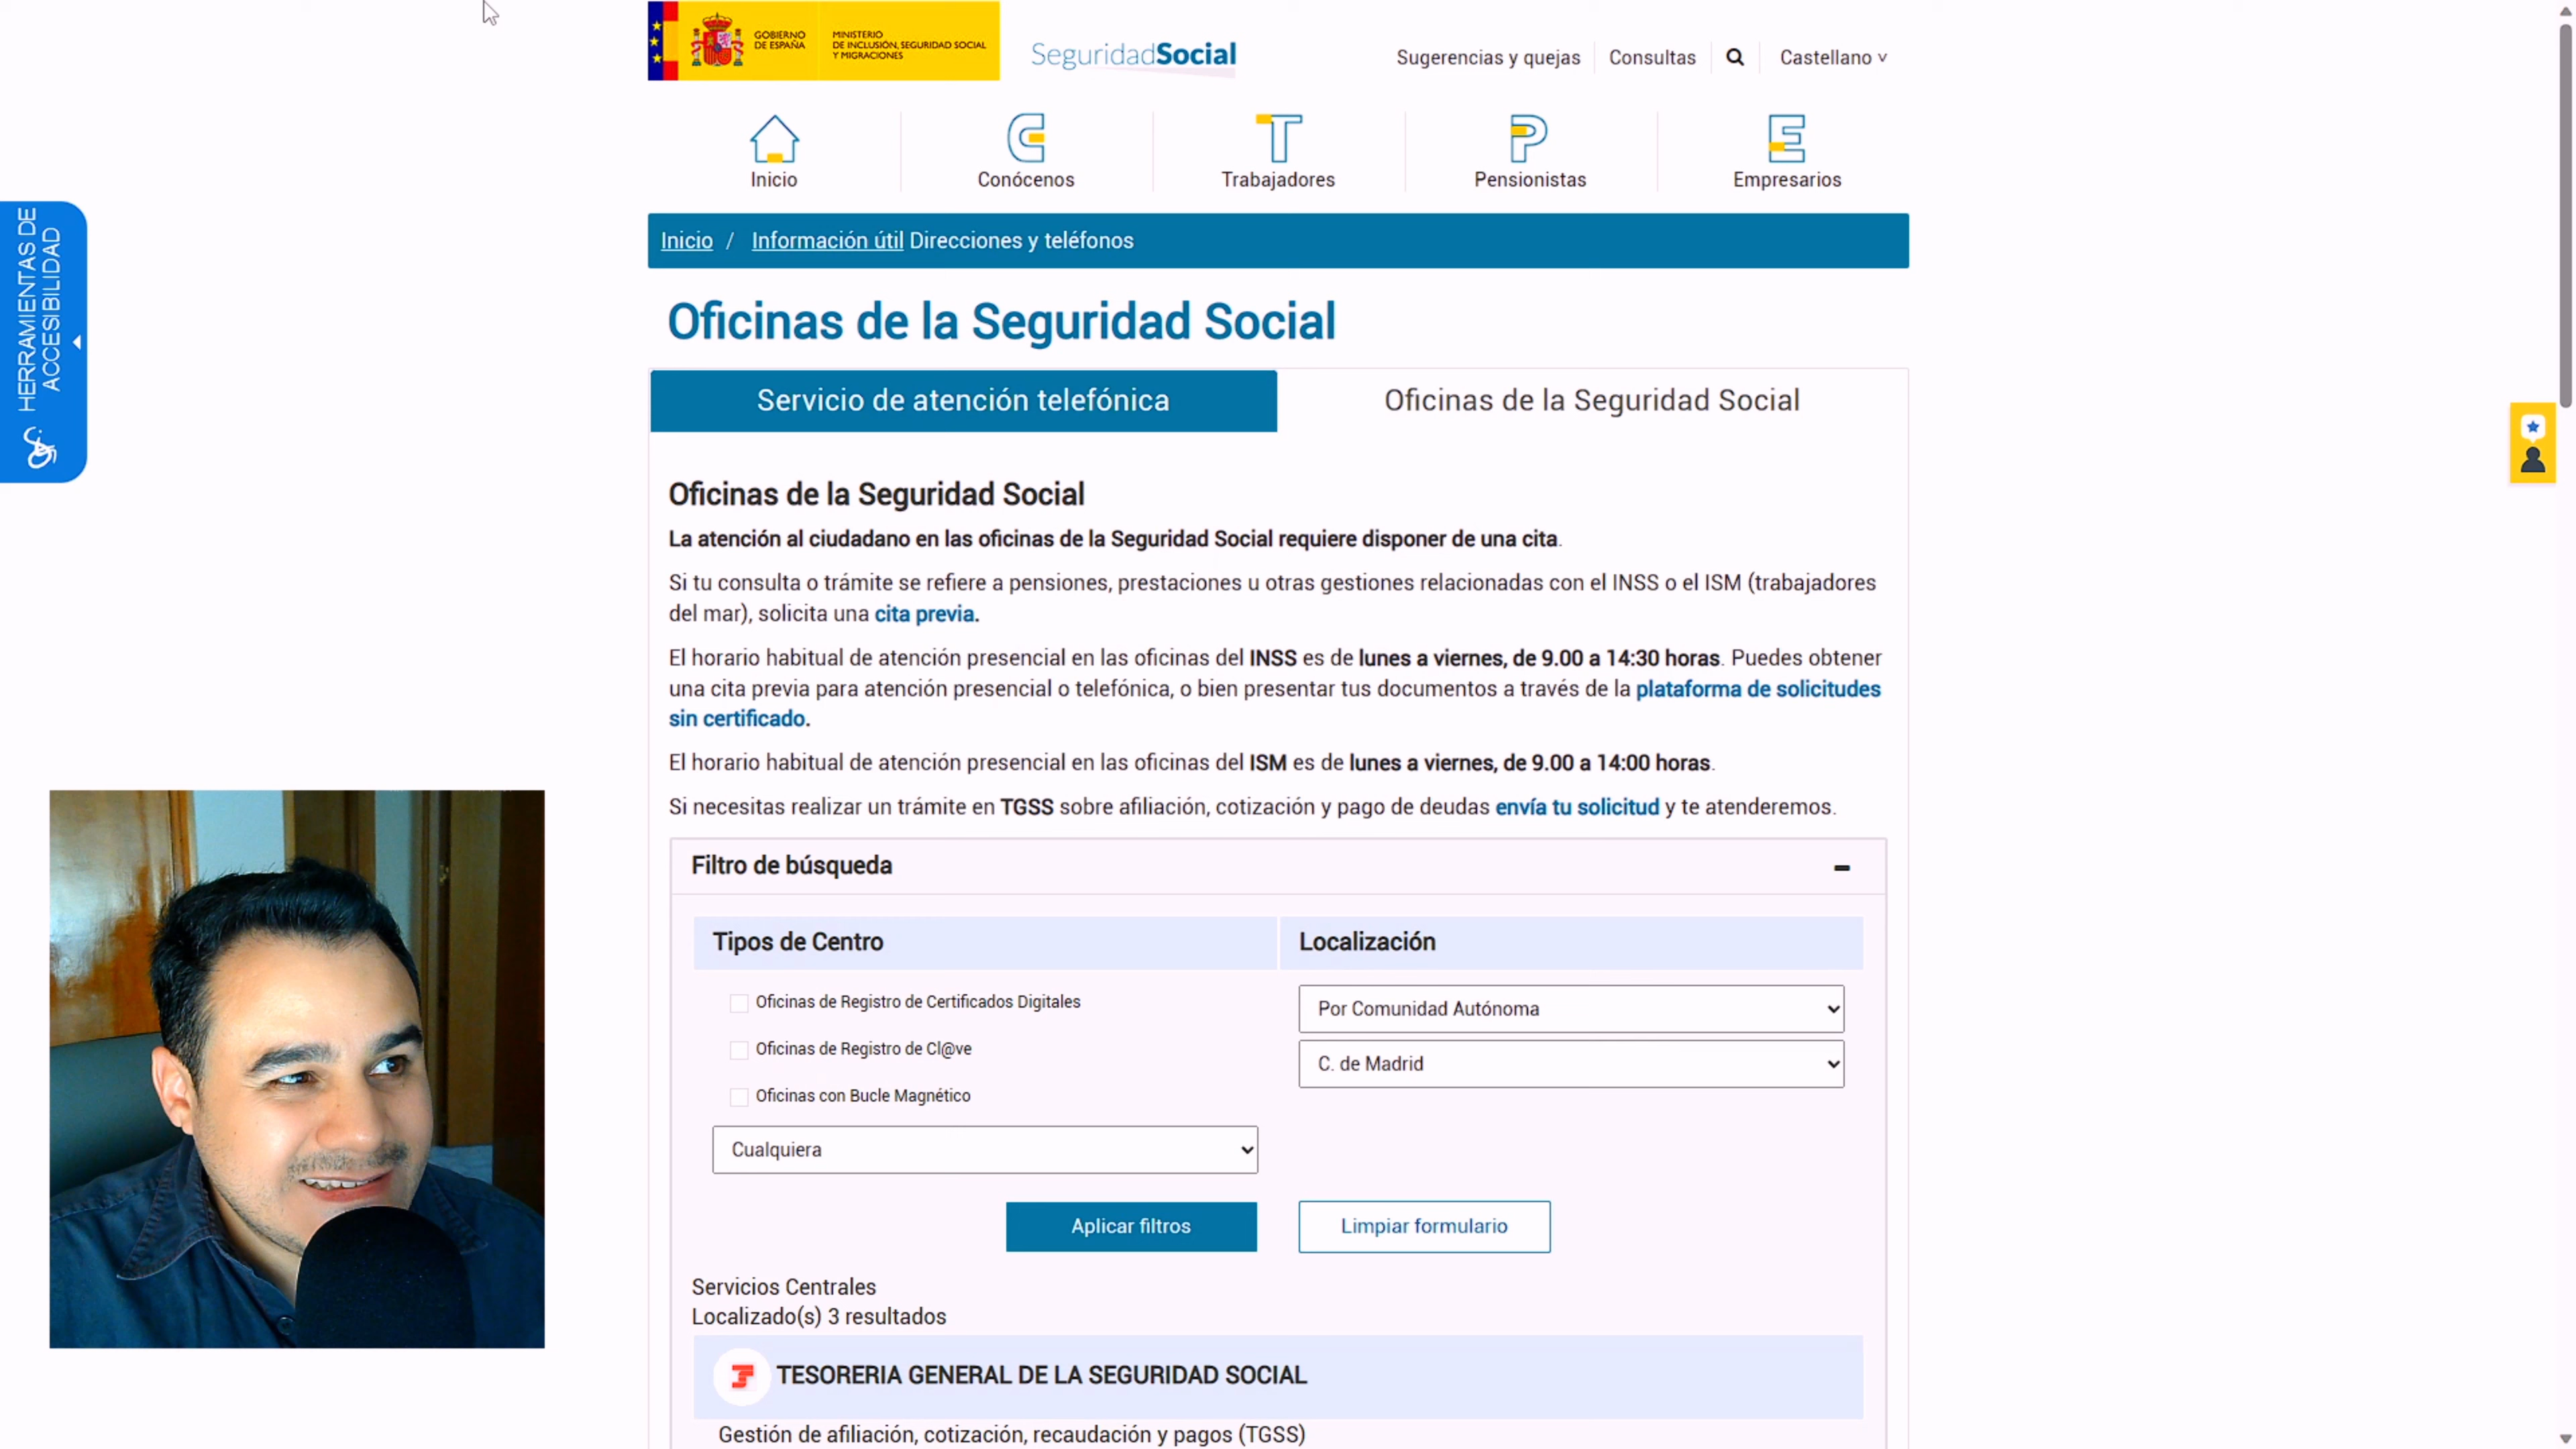 GOBIERNO
DE ESPAÑA
MINISTERIO
DE INCLUSIÓN, SEGURIDAD SOCIAL
Y MIGRACIONES
SeguridadSocial
Sugerencias y quejas
Consultas
Castellano
Inicio
Conócenos
Trabajadores
Pensionistas
Empresarios
Inicio / Información útil Direcciones y teléfonos
HERRAMIENTAS DE
ACCESIBILIDAD
Oficinas de la Seguridad Social
Servicio de atención telefónica
Oficinas de la Seguridad Social
Oficinas de la Seguridad Social
La atención al ciudadano en las oficinas de la Seguridad Social requiere disponer de una cita.
Si tu consulta o trámite se refiere a pensiones, prestaciones u otras gestiones relacionadas con el INSS o el ISM (trabajadores
del mar), solicita una cita previa.
El horario habitual de atención presencial en las oficinas del INSS es de lunes a viernes, de 9.00 a 14:30 horas. Puedes obtener
una cita previa para atención presencial o telefónica, o bien presentar tus documentos a través de la plataforma de solicitudes
sin certificado.
El horario habitual de atención presencial en las oficinas del ISM es de lunes a viernes, de 9.00 a 14:00 horas.
Si necesitas realizar un trámite en TGSS sobre afiliación, cotización y pago de deudas envía tu solicitud y te atenderemos.
Filtro de búsqueda
Tipos de Centro
Localización
Oficinas de Registro de Certificados Digitales
Por Comunidad Autónoma
Oficinas de Registro de Cl@ve
C. de Madrid
Oficinas con Bucle Magnético
Cualquiera
Aplicar filtros
Limpiar formulario
Servicios Centrales
Localizado(s) 3 resultados
TESORERIA GENERAL DE LA SEGURIDAD SOCIAL
Gestión de afiliación, cotización, recaudación y pagos (TGSS)